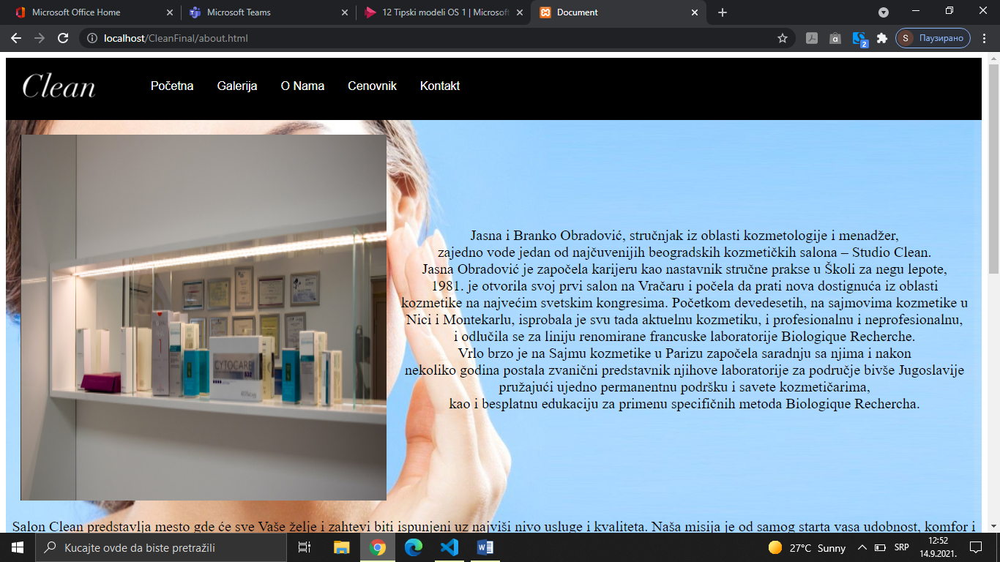 Microsoft Office Home
Microsoft Teams
12 Tipski modeli OS 1 | Microsoft
Document
localhost/CleanFinal/about.html
2
S
Паузирано
Clean
Početna
Galerija
O Nama
Cenovnik
Kontakt
Jasna i Branko Obradović, stručnjak iz oblasti kozmetologije i menadžer,
zajedno vode jedan od najčuvenijih beogradskih kozmetičkih salona – Studio Clean.
Jasna Obradović je započela karijeru kao nastavnik stručne prakse u Školi za negu lepote,
1981. je otvorila svoj prvi salon na Vračaru i počela da prati nova dostignuća iz oblasti
kozmetike na najvećim svetskim kongresima. Početkom devedesetih, na sajmovima kozmetike u
Nici i Montekarlu, isprobala je svu tada aktuelnu kozmetiku, i profesionalnu i neprofesionalnu,
i odlučila se za liniju renomirane francuske laboratorije Biologique Recherche.
Vrlo brzo je na Sajmu kozmetike u Parizu započela saradnju sa njima i nakon
nekoliko godina postala zvanični predstavnik njihove laboratorije za područje bivše Jugoslavije
pružajući ujedno permanentnu podršku i savete kozmetičarima,
kao i besplatnu edukaciju za primenu specifičnih metoda Biologique Rechercha.
CYTOCARE
532
Salon Clean predstavlja mesto gde će sve Vaše želje i zahtevi biti ispunjeni uz najviši nivo usluge i kvaliteta. Naša misija je od samog starta vasa udobnost, komfor i
Kucajte ovde da biste pretražili
27°C Sunny
SRP
12:52
14.9.2021.